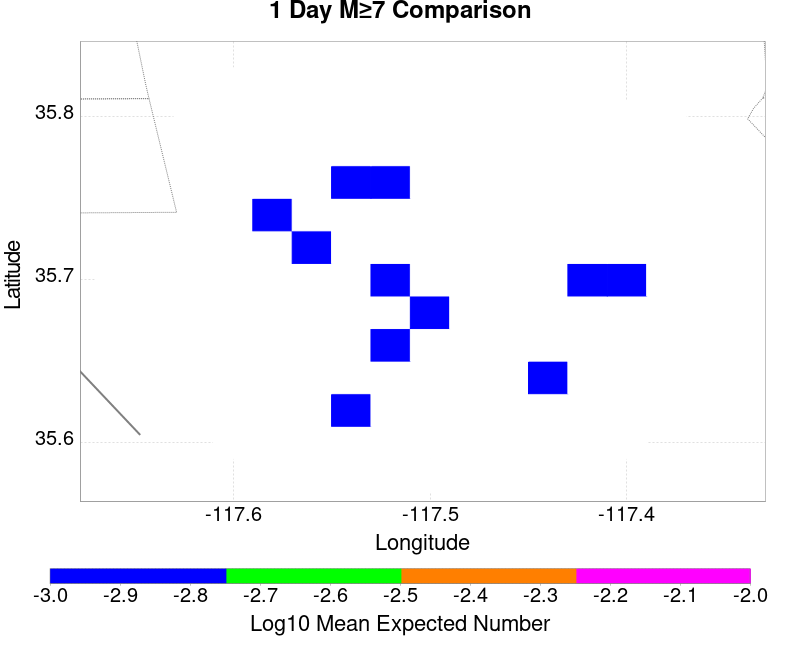 1 Day M≥7 Comparison
35.8
35.7
35.6
Latitude
-117.6 -117.5 -117.4
Longitude
-3.0 -2.9 -2.8 -2.7 -2.6 -2.5 -2.4 -2.3 -2.2 -2.1 -2.0
Log10 Mean Expected Number